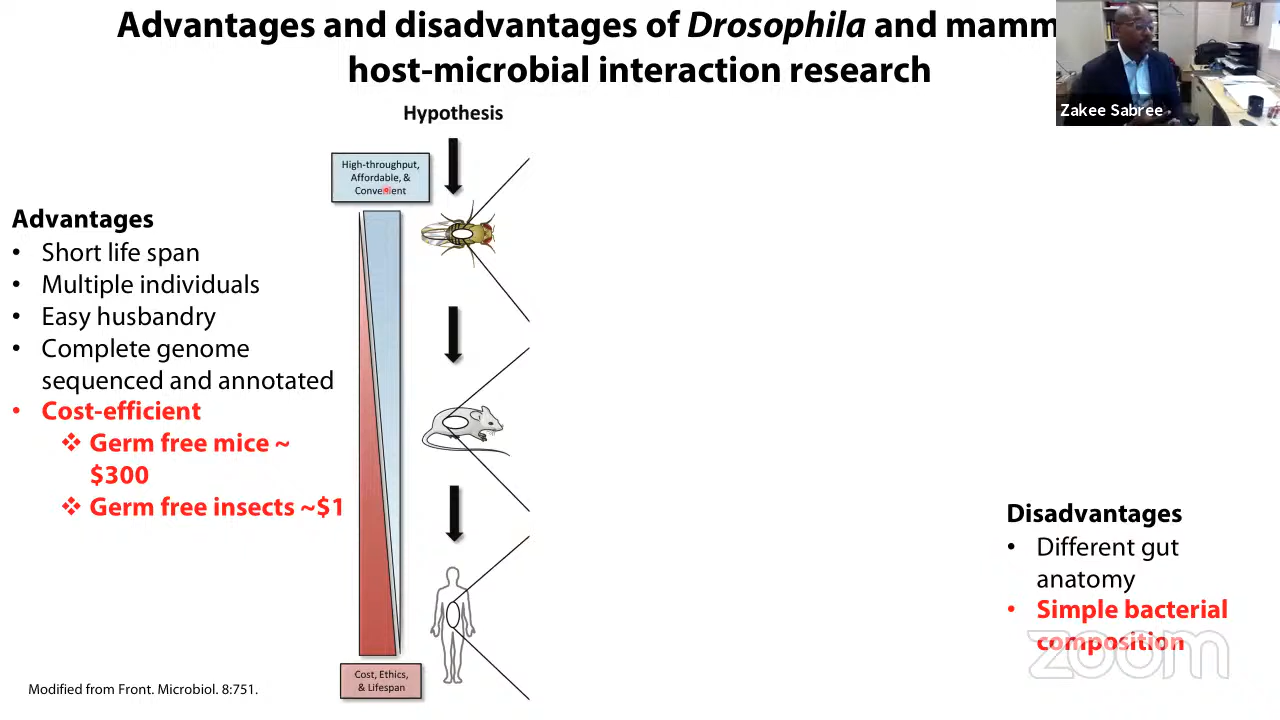 Advantages and disadvantages of Drosophila and mamm
host-microbial interaction research
Zakee Sabree
Hypothesis
High-throughput,
Affordable, &
Convenient
Advantages
• Short life span
• Multiple individuals
• Easy husbandry
• Complete genome
sequenced and annotated
• Cost-efficient
❖ Germ free mice ~
$300
❖ Germ free insects ~$1
Disadvantages
• Different gut
anatomy
• Simple bacterial
composition
zoom
Cost, Ethics,
& Lifespan
Modified from Front. Microbiol. 8:751.